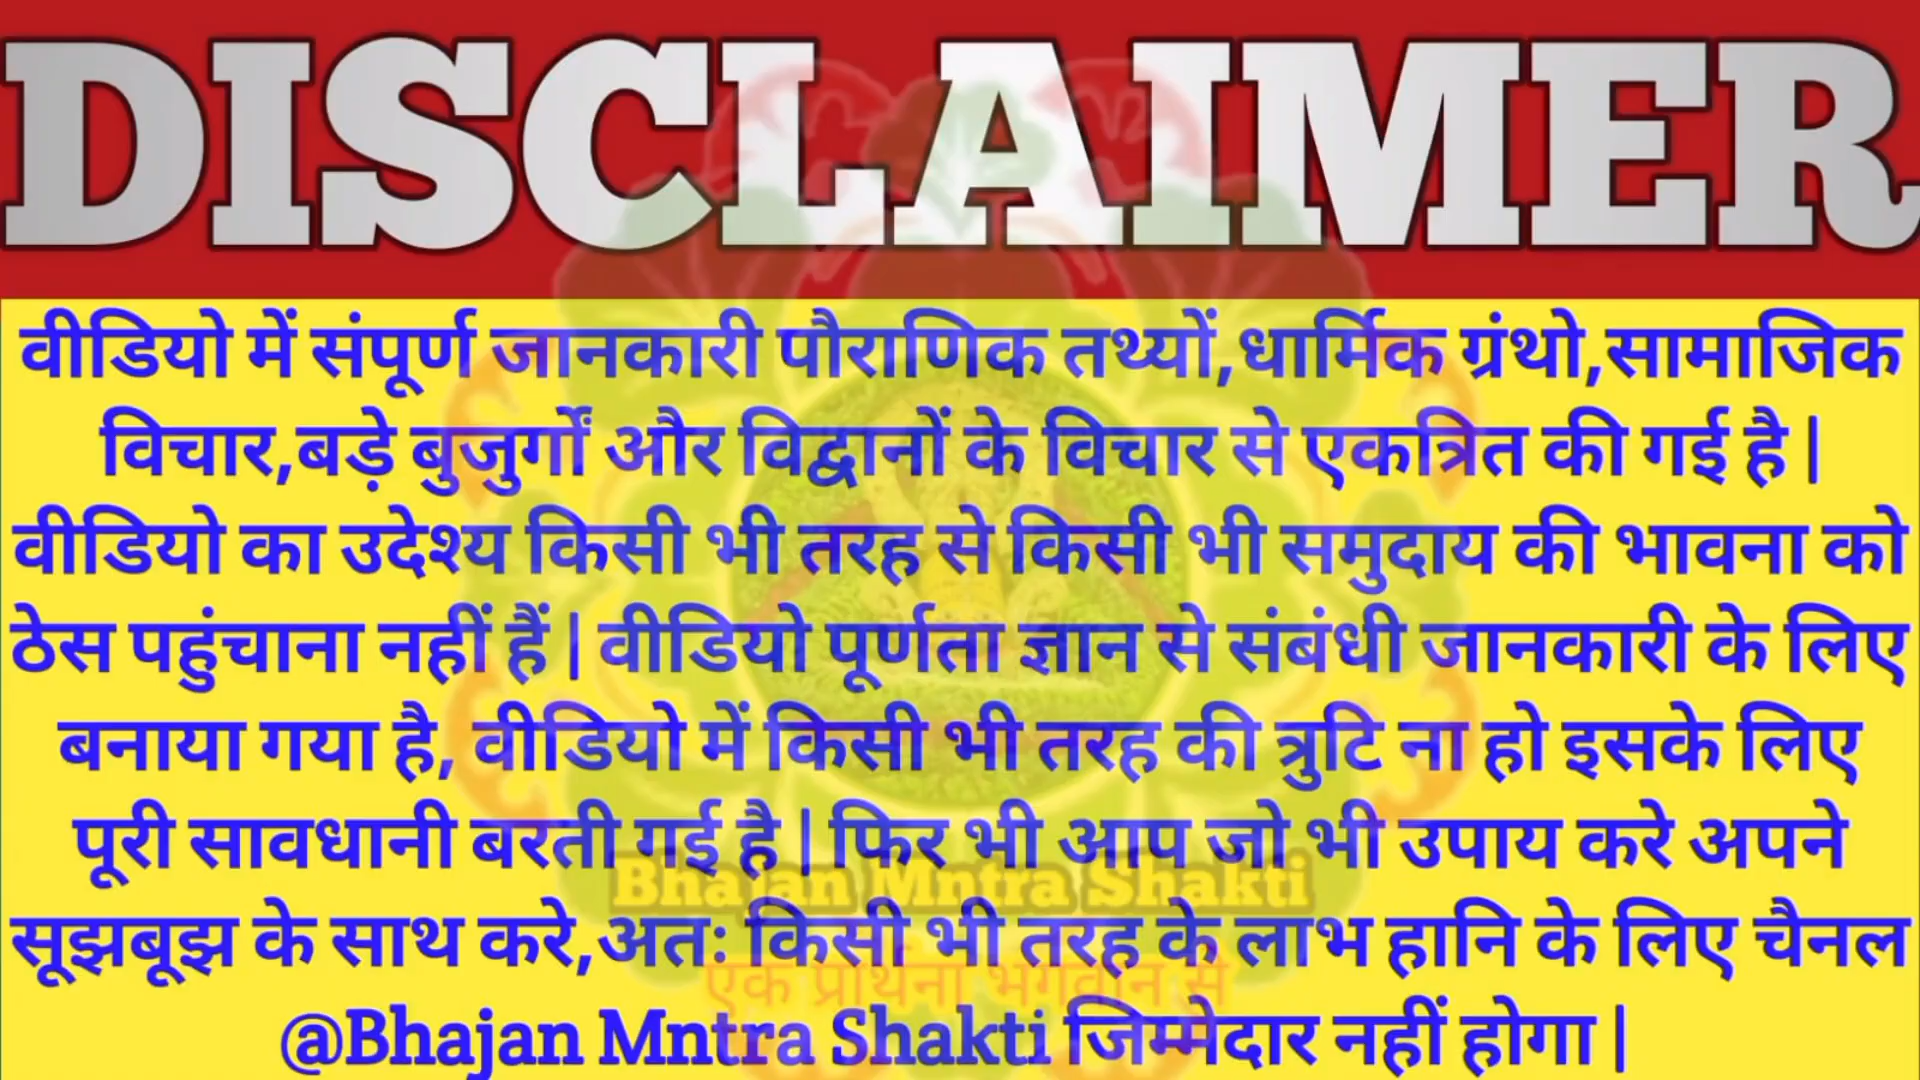 DISCLAIMER
वीडियो में संपूर्ण जानकारी पौराणिक तथ्यों,धार्मिक ग्रंथो,सामाजिक
विचार,बड़े बुजुर्गों और विद्वानों के विचार से एकत्रित की गई है |
वीडियो का उदेश्य किसी भी तरह से किसी भी समुदाय की भावना को
ठेस पहुंचाना नहीं हैं | वीडियो पूर्णता ज्ञान से संबंधी जानकारी के लिए
बनाया गया है, वीडियो में किसी भी तरह की त्रुटि ना हो इसके लिए
पूरी सावधानी बरती गई है | फिर भी आप जो भी उपाय करे अपने
Bhajan Mntra Shakti
सूझबूझ के साथ करे,अतः किसी भी तरह के लाभ हानि के लिए चैनल
एक प्रार्थना भगवान से
@Bhajan Mntra Shakti जिम्मेदार नहीं होगा |